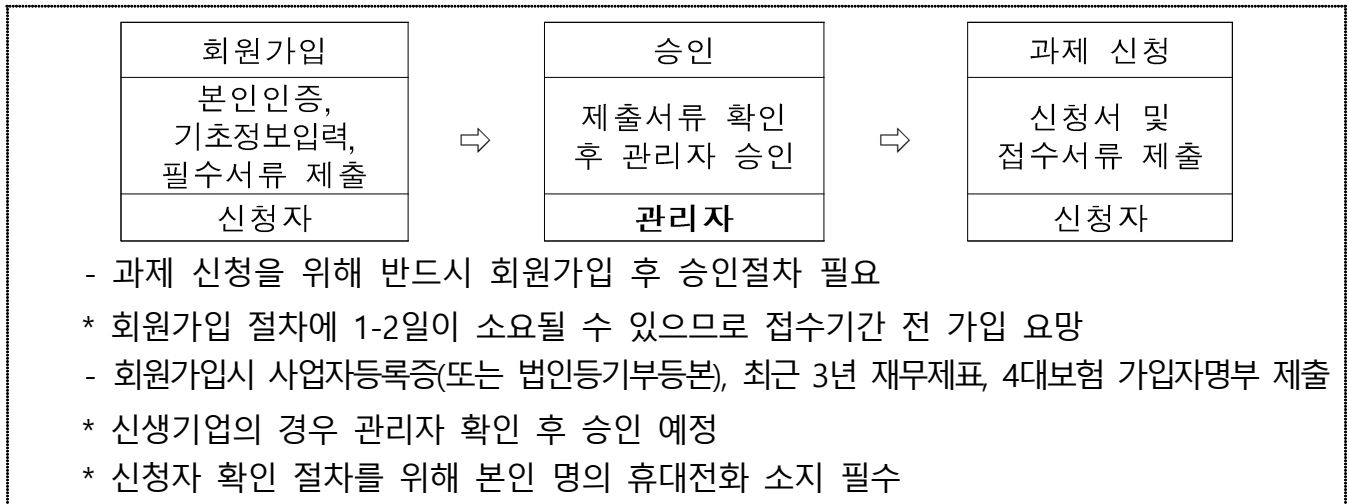 회원가입
본인인증,
기초정보입력,
필수서류 제출
신청자
⇨
승인
제출서류 확인
후 관리자 승인
관리자
⇨
과제 신청
신청서 및
접수서류 제출
신청자
- 과제 신청을 위해 반드시 회원가입 후 승인절차 필요
* 회원가입 절차에 1-2일이 소요될 수 있으므로 접수기간 전 가입 요망
- 회원가입시 사업자등록증(또는 법인등기부등본), 최근 3년 재무제표, 4대보험 가입자명부 제출
* 신생기업의 경우 관리자 확인 후 승인 예정
* 신청자 확인 절차를 위해 본인 명의 휴대전화 소지 필수